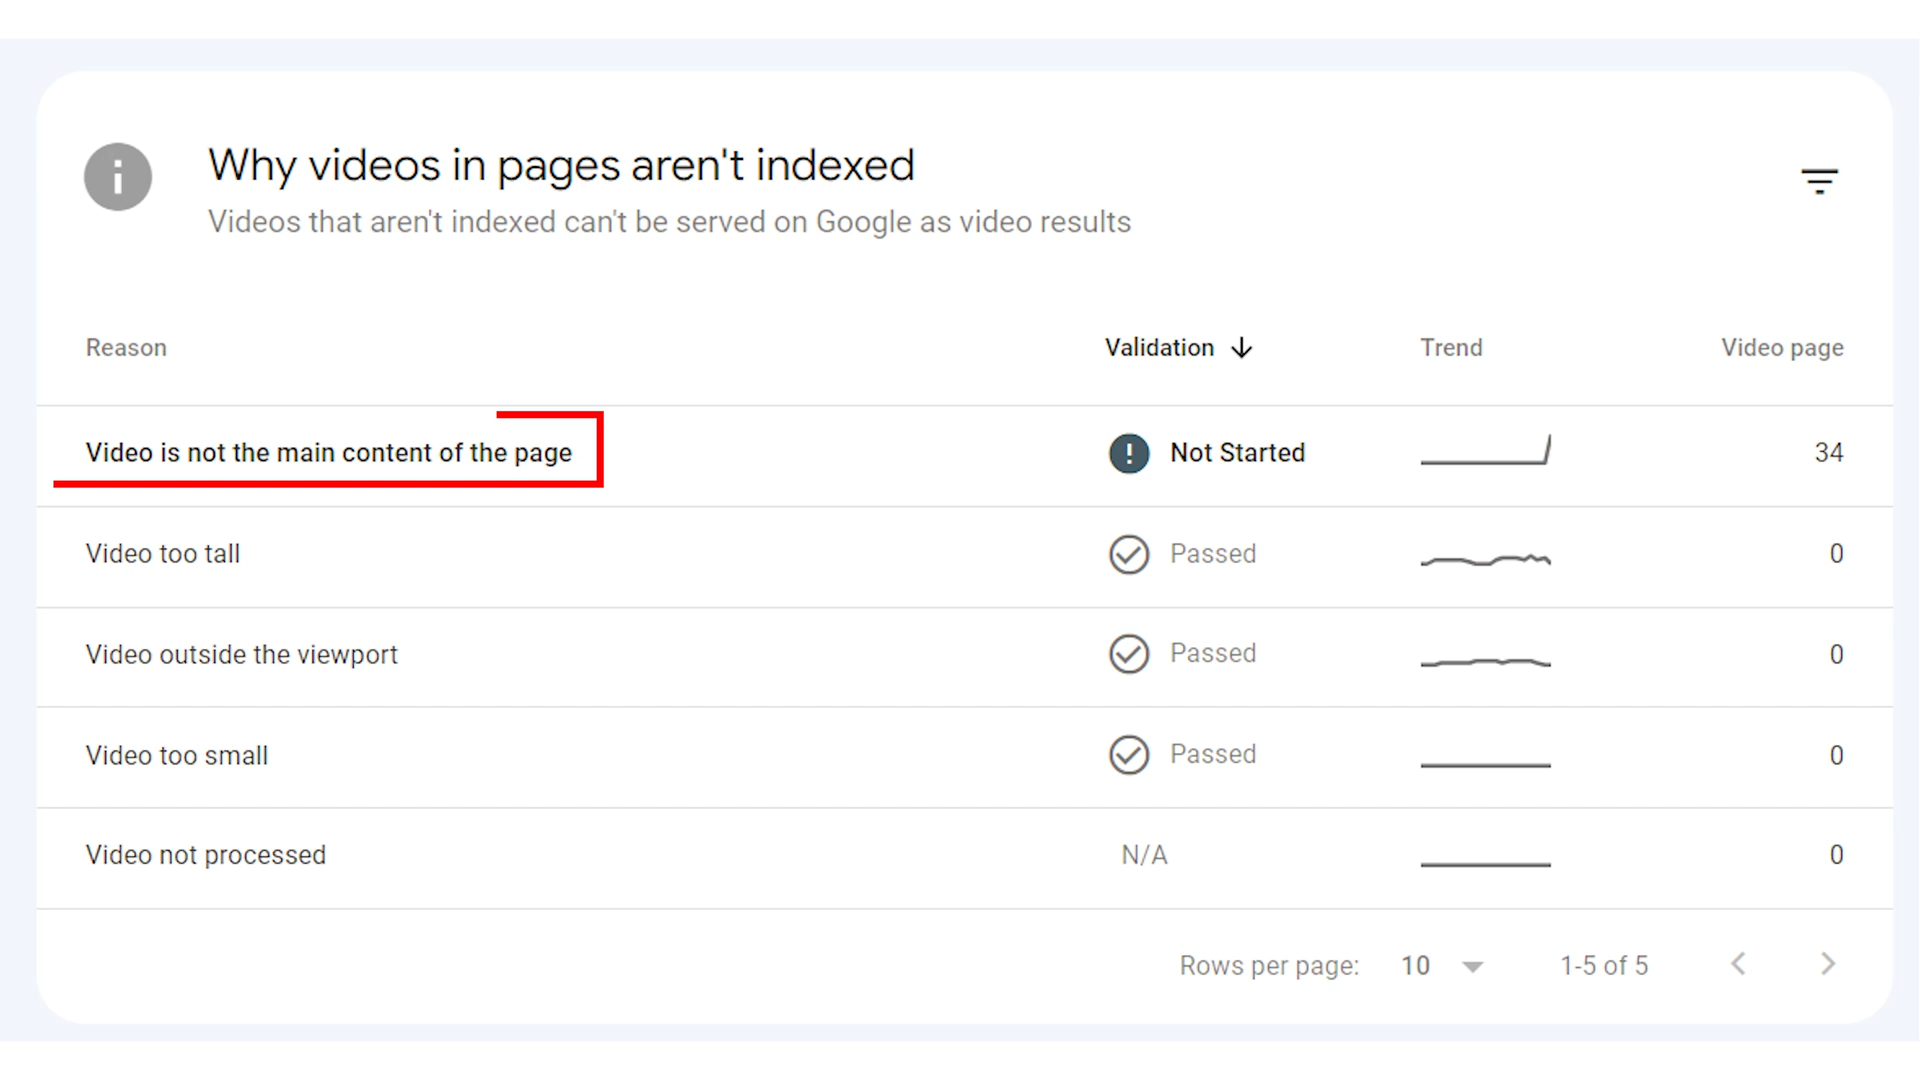 Why videos in pages aren't indexed
Videos that aren't indexed can't be served on Google as video results
Reason Validation Trend Video page
Video is not the main content of the page Not Started 34
Video too tall Passed 0
Video outside the viewport Passed 0
Video too small Passed 0
Video not processed N/A 0
Rows per page: 10 1-5 of 5